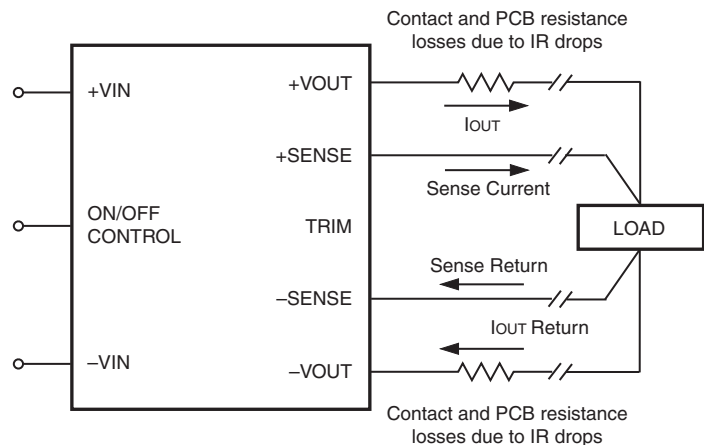 Contact and PCB resistance
losses due to IR drops
+VIN
+VOUT
IOUT
+SENSE
Sense Current
ON/OFF
CONTROL
TRIM
LOAD
Sense Return
–SENSE
IOUT Return
–VIN
–VOUT
Contact and PCB resistance
losses due to IR drops